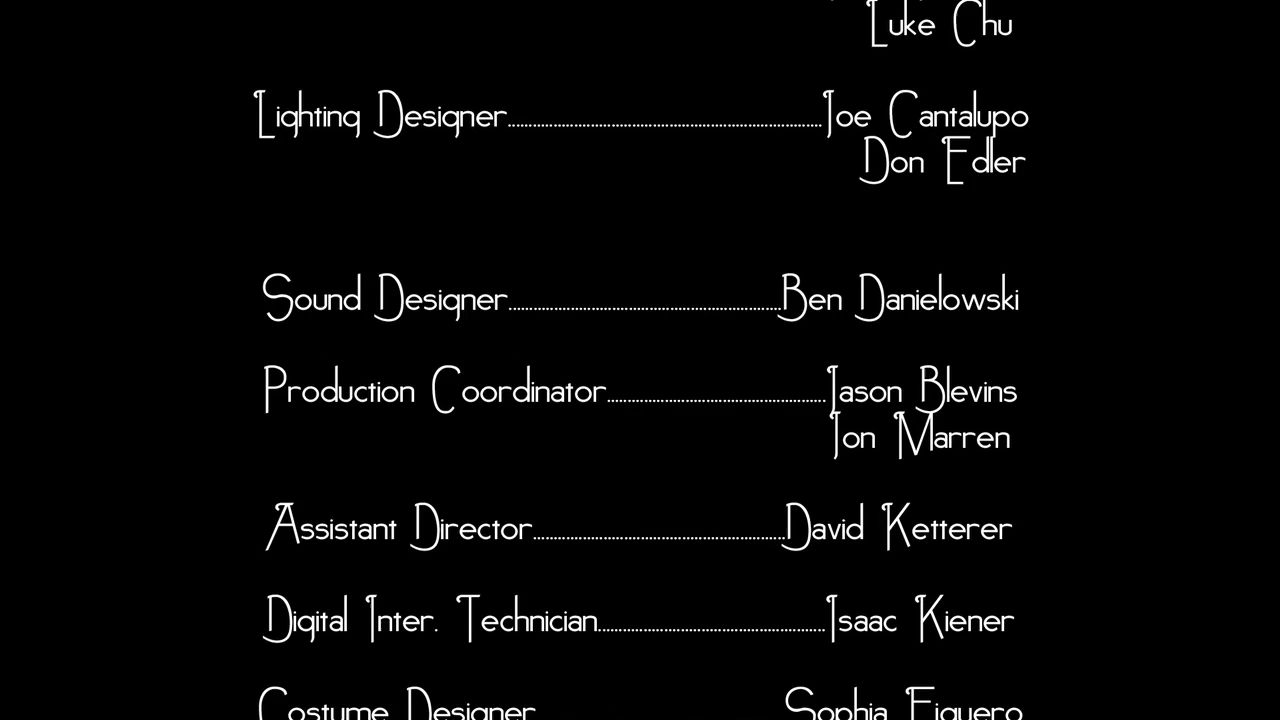 Luke Chu
Lighting Designer..........................................................................Joe Cantalupo
Don Edler
Sound Designer................................................................Ben Danielowski
Production Coordinator....................................................Jason Blevins
Jon Marren
Assistant Director............................................................David Ketterer
Digital Inter. Technician......................................................Isaac Kiener
Costume Designer Sophia Figuero